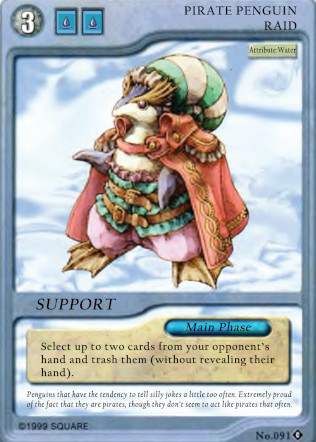 3
PIRATE PENGUIN
RAID
Attribute:Water
SUPPORT
Main Phase
Select up to two cards from your opponent's
hand and trash them (without revealing their
hand).
Penguins that have the tendency to tell silly jokes a little too often. Extremely proud
of the fact that they are pirates, though they don't seem to act like pirates that often.
©1999 SQUARE
No.091